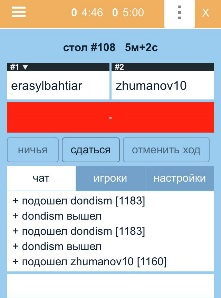 0 4:46 0 5:00 X
стол #108 5м+2с
#1 ▼ #2
erasylbahtiar zhumanov10
-
ничья сдаться отменить ход
чат игроки настройки
+ подошел dondism [1183]
+ dondism вышел
+ подошел dondism [1183]
+ dondism вышел
+ подошел zhumanov10 [1160]